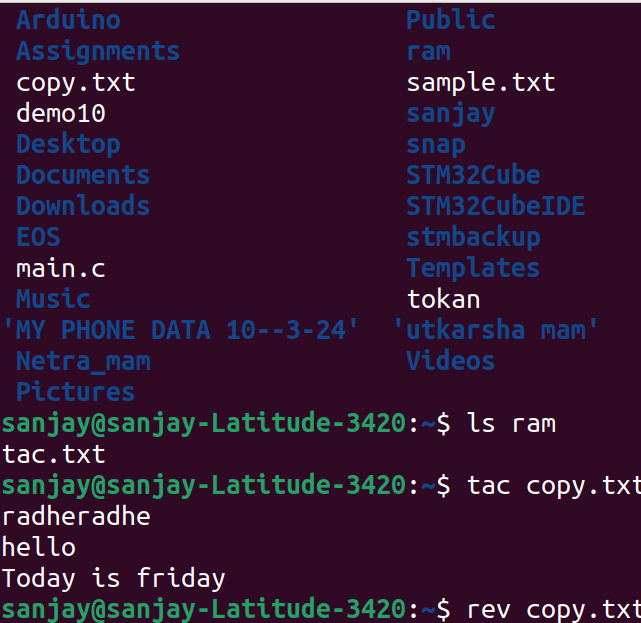 Arduino Public
Assignments ram
copy.txt sample.txt
demo10 sanjay
Desktop snap
Documents STM32Cube
Downloads STM32CubeIDE
EOS stmbackup
main.c Templates
Music tokan
'MY PHONE DATA 10--3-24' 'utkarsha mam'
Netra_mam Videos
Pictures
sanjay@sanjay-Latitude-3420:~$ ls ram
tac.txt
sanjay@sanjay-Latitude-3420:~$ tac copy.txt
radheradhe
hello
Today is friday
sanjay@sanjay-Latitude-3420:~$ rev copy.txt